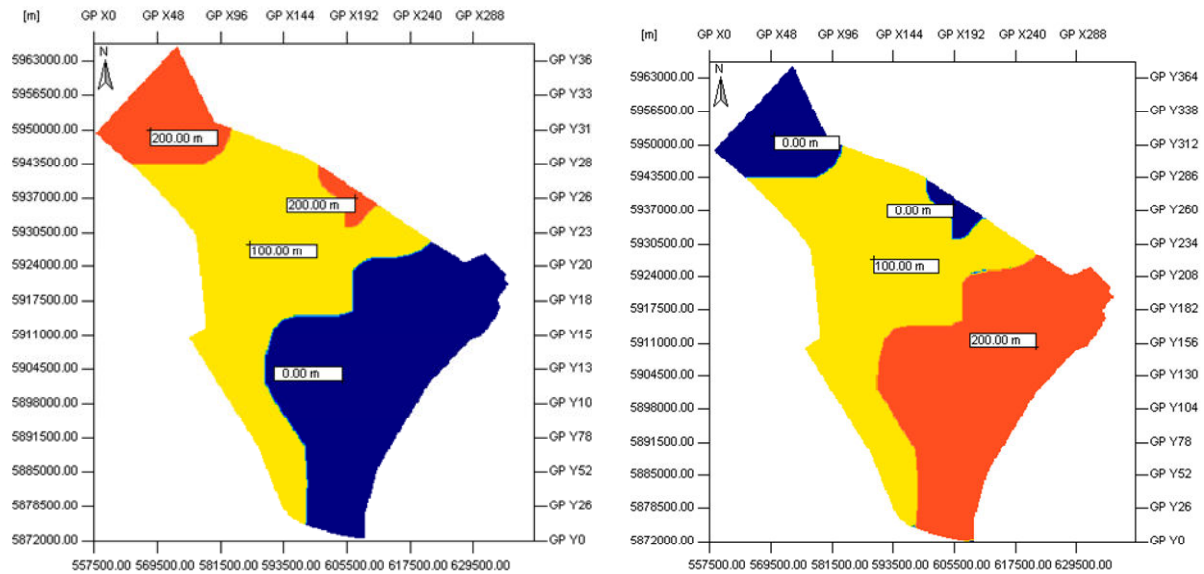 [m] GP X0 GP X48 GP X96 GP X144 GP X192 GP X240 GP X288
N
5963000.00 GP Y36
5956500.00 GP Y33
5950000.00 200.00 m GP Y31
5943500.00 GP Y28
5937000.00 200.00 m GP Y26
5930500.00 GP Y23
100.00 m
5924000.00 GP Y20
5917500.00 GP Y18
5911000.00 GP Y15
5904500.00 0.00 m GP Y13
5898000.00 GP Y10
5891500.00 GP Y78
5885000.00 GP Y52
5878500.00 GP Y26
5872000.00 GP Y0
557500.00 569500.00 581500.00 593500.00 605500.00 617500.00 629500.00
[m] GP X0 GP X48 GP X96 GP X144 GP X192 GP X240 GP X288
N
5963000.00 GP Y364
5956500.00 GP Y338
5950000.00 0.00 m GP Y312
5943500.00 GP Y286
5937000.00 0.00 m GP Y260
5930500.00 GP Y234
100.00 m
5924000.00 GP Y208
5917500.00 GP Y182
5911000.00 200.00 m GP Y156
5904500.00 GP Y130
5898000.00 GP Y104
5891500.00 GP Y78
5885000.00 GP Y52
5878500.00 GP Y26
5872000.00 GP Y0
557500.00 569500.00 581500.00 593500.00 605500.00 617500.00 629500.00